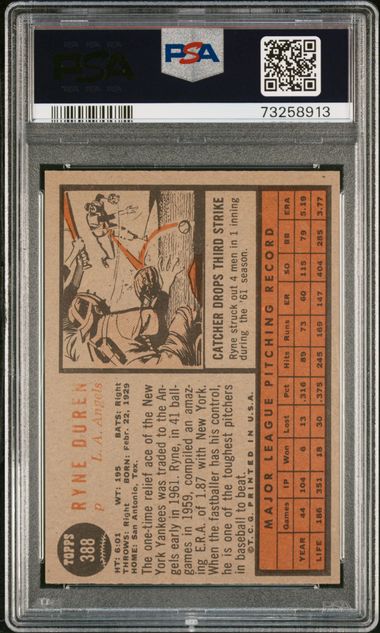 PSA
PSA
73258913
TOPPS
388
RYNE DUREN
p L. A. Angels
HT: 6:01 WT: 195 BATS: Right
THROWS: Right BORN: Feb. 22, 1929
HOME: San Antonio, Tex.
The one-time relief ace of the New
York Yankees was traded to the An-
gels early in 1961. Ryne, in 41 ball-
games in 1959, compiled an amaz-
ing E.R.A. of 1.87 with New York.
When the fastballer has his control,
he is one of the toughest pitchers
in baseball to beat.
©T.C.G. PRINTED IN U.S.A.
CATCHER DROPS THIRD STRIKE
Ryne struck out 4 men in 1 inning
during the '61 season.
MAJOR LEAGUE PITCHING RECORD
Games IP Won Lost Pct Hits Runs ER SO BB ERA
YEAR 44 104 6 13 .316 89 73 60 115 79 5.19
LIFE 186 351 18 30 .375 245 169 147 404 285 3.77